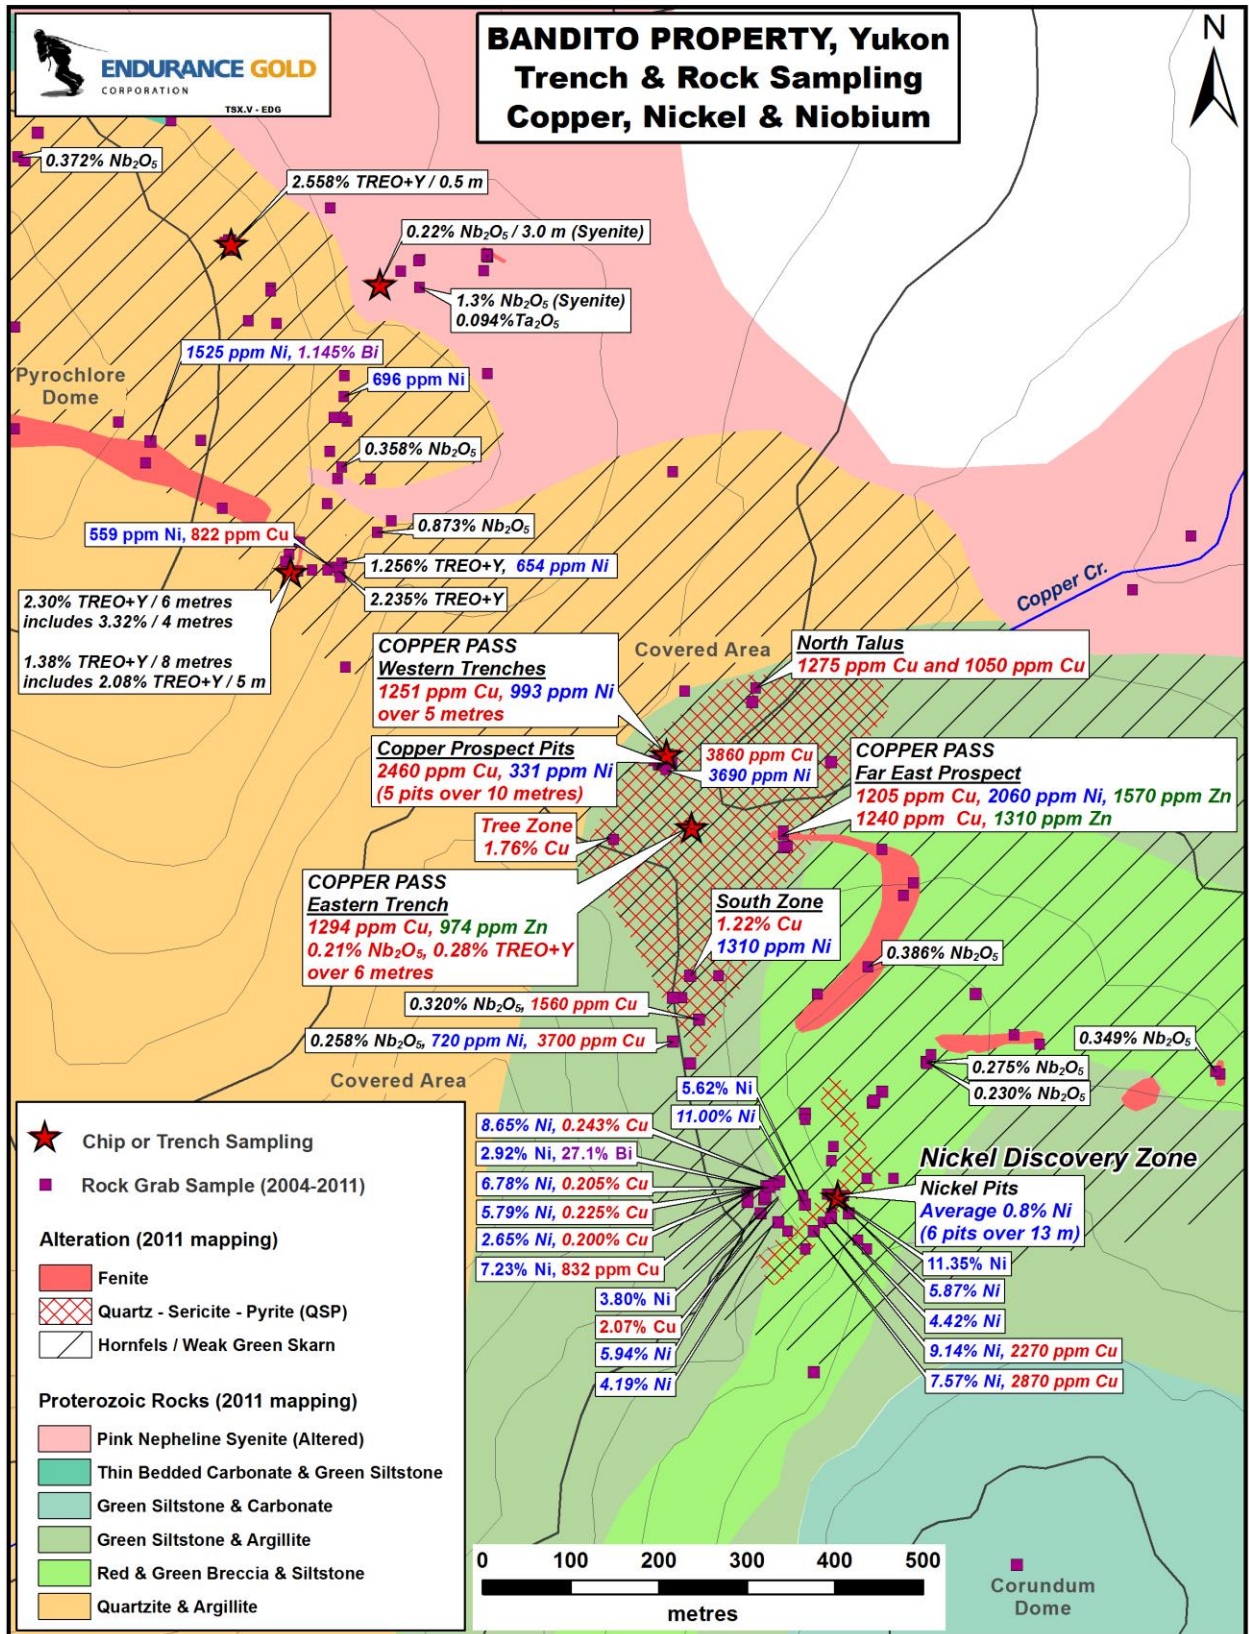 ENDURANCE GOLD
CORPORATION
TSX.V - EDG
BANDITO PROPERTY, Yukon
Trench & Rock Sampling
Copper, Nickel & Niobium
N
0.372% Nb₂O₅
2.558% TREO+Y / 0.5 m
0.22% Nb₂O₅ / 3.0 m (Syenite)
1.3% Nb₂O₅ (Syenite)
0.094%Ta₂O₅
1525 ppm Ni, 1.145% Bi
Pyrochlore
Dome
696 ppm Ni
0.358% Nb₂O₅
0.873% Nb₂O₅
559 ppm Ni, 822 ppm Cu
1.256% TREO+Y, 654 ppm Ni
2.235% TREO+Y
Copper Cr.
2.30% TREO+Y / 6 metres
includes 3.32% / 4 metres
1.38% TREO+Y / 8 metres
includes 2.08% TREO+Y / 5 m
COPPER PASS
Western Trenches
1251 ppm Cu, 993 ppm Ni
over 5 metres
Covered Area
North Talus
1275 ppm Cu and 1050 ppm Cu
Copper Prospect Pits
2460 ppm Cu, 331 ppm Ni
(5 pits over 10 metres)
3860 ppm Cu
3690 ppm Ni
COPPER PASS
Far East Prospect
1205 ppm Cu, 2060 ppm Ni, 1570 ppm Zn
1240 ppm Cu, 1310 ppm Zn
Tree Zone
1.76% Cu
COPPER PASS
Eastern Trench
1294 ppm Cu, 974 ppm Zn
0.21% Nb₂O₅, 0.28% TREO+Y
over 6 metres
South Zone
1.22% Cu
1310 ppm Ni
0.386% Nb₂O₅
0.320% Nb₂O₅, 1560 ppm Cu
0.258% Nb₂O₅, 720 ppm Ni, 3700 ppm Cu
0.349% Nb₂O₅
0.275% Nb₂O₅
0.230% Nb₂O₅
Covered Area
5.62% Ni
11.00% Ni
8.65% Ni, 0.243% Cu
2.92% Ni, 27.1% Bi
6.78% Ni, 0.205% Cu
5.79% Ni, 0.225% Cu
2.65% Ni, 0.200% Cu
7.23% Ni, 832 ppm Cu
3.80% Ni
2.07% Cu
5.94% Ni
4.19% Ni
Nickel Discovery Zone
Nickel Pits
Average 0.8% Ni
(6 pits over 13 m)
11.35% Ni
5.87% Ni
4.42% Ni
9.14% Ni, 2270 ppm Cu
7.57% Ni, 2870 ppm Cu
Chip or Trench Sampling
Rock Grab Sample (2004-2011)
Alteration (2011 mapping)
Fenite
Quartz - Sericite - Pyrite (QSP)
Hornfels / Weak Green Skarn
Proterozoic Rocks (2011 mapping)
Pink Nepheline Syenite (Altered)
Thin Bedded Carbonate & Green Siltstone
Green Siltstone & Carbonate
Green Siltstone & Argillite
Red & Green Breccia & Siltstone
Quartzite & Argillite
0 100 200 300 400 500
metres
Corundum
Dome